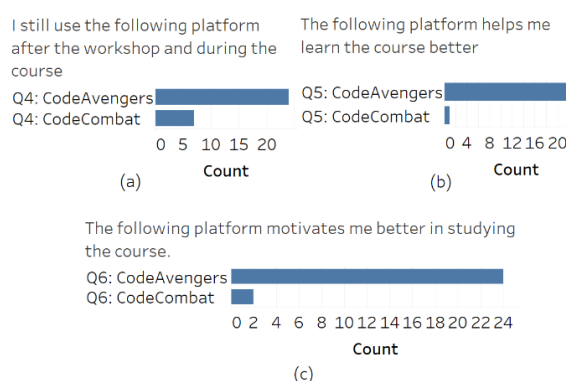 I still use the following platform
after the workshop and during the
course
Q4: CodeAvengers
Q4: CodeCombat
0 5 10 15 20
Count
(a)
The following platform helps me
learn the course better
Q5: CodeAvengers
Q5: CodeCombat
0 4 8 12 16 20
Count
(b)
The following platform motivates me better in studying
the course.
Q6: CodeAvengers
Q6: CodeCombat
0 2 4 6 8 10 12 14 16 18 20 22 24
Count
(c)